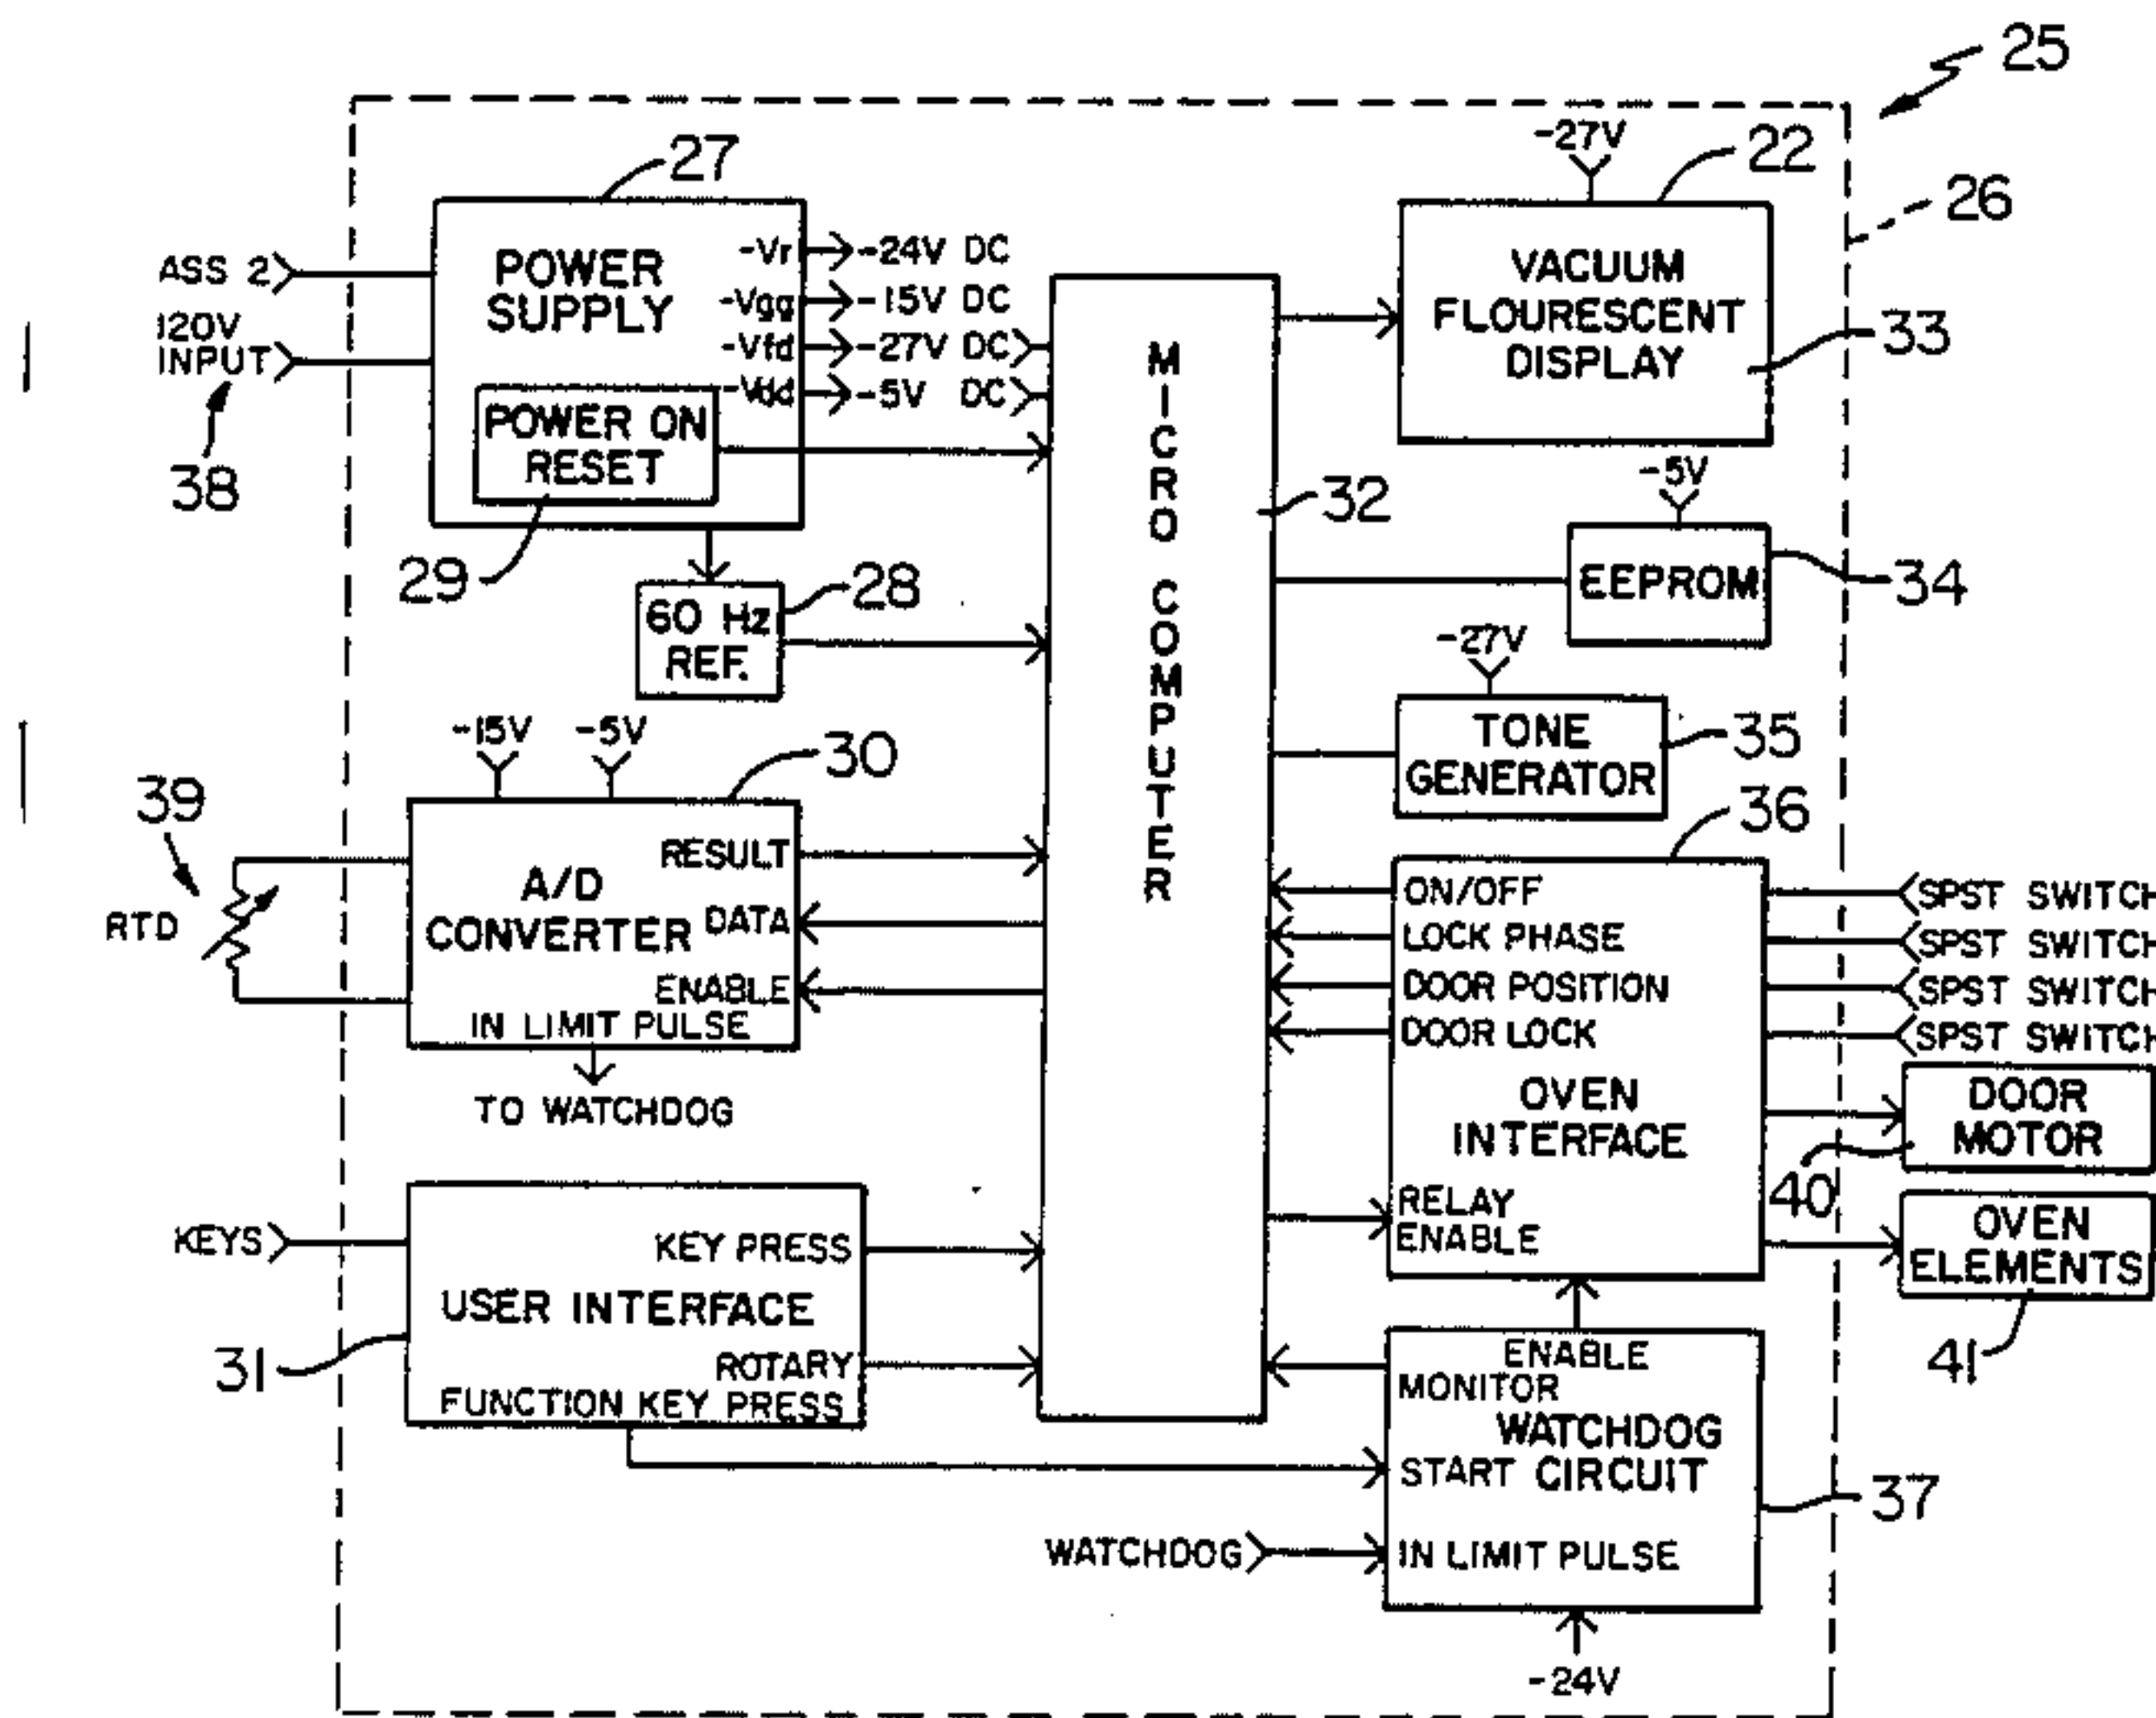 25
-27V
22
27
26
POWER SUPPLY
-Vr
-24V DC
-Vgg
-15V DC
-Vfd
-27V DC
-Vdd
-5V DC
ASS 2
120V INPUT
38
POWER ON RESET
29
VACUUM
FLOURESCENT
DISPLAY
33
MICRO COMPUTER
32
-5V
EEPROM
34
60 Hz
REF.
28
-27V
TONE
GENERATOR
35
-15V
-5V
30
39
RTD
A/D
CONVERTER
RESULT
DATA
ENABLE
IN LIMIT PULSE
TO WATCHDOG
36
ON/OFF
LOCK PHASE
DOOR POSITION
DOOR LOCK
OVEN
INTERFACE
RELAY
ENABLE
SPST SWITCH
SPST SWITCH
SPST SWITCH
SPST SWITCH
DOOR
MOTOR
40
OVEN
ELEMENTS
41
KEYS
KEY PRESS
USER INTERFACE
31
ROTARY
FUNCTION KEY PRESS
ENABLE
MONITOR
WATCHDOG
CIRCUIT
START
37
WATCHDOG
IN LIMIT PULSE
-24V